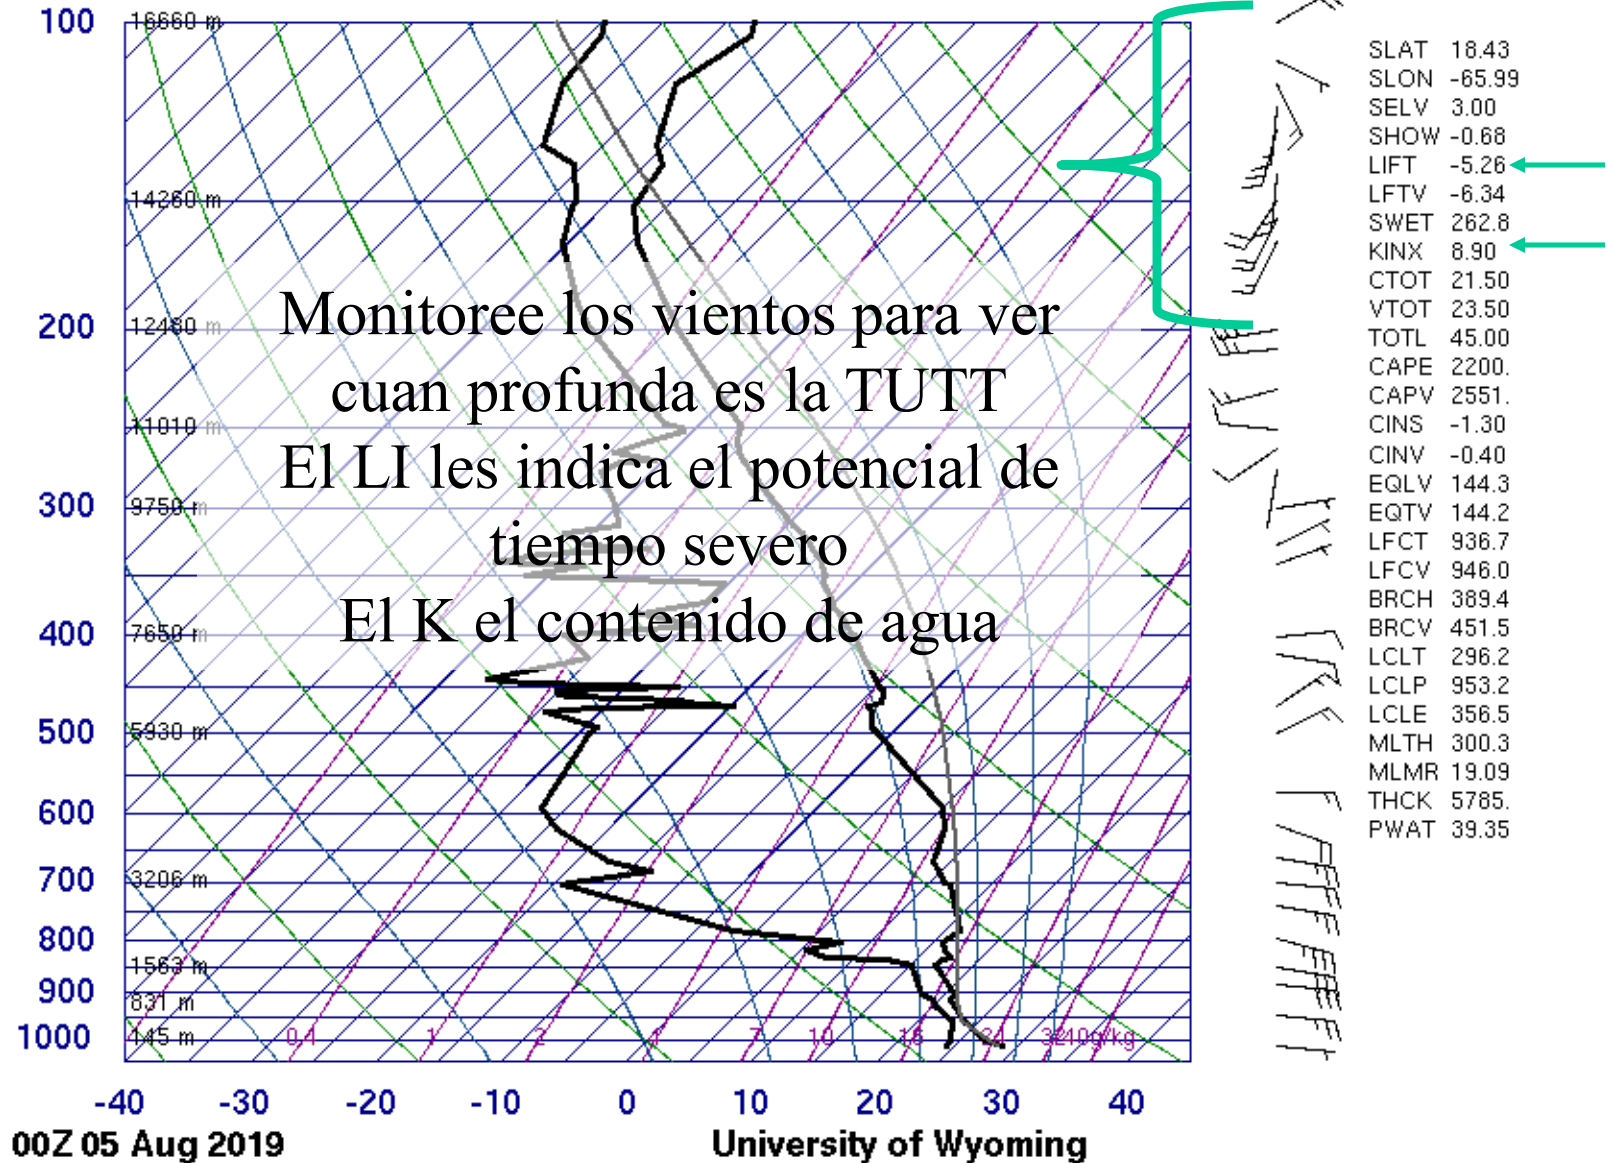 100
16660 m
14260 m
200
12480 m
11010 m
300
9750 m
400
7650 m
500
5930 m
600
700
3206 m
800
1563 m
900
831 m
1000
145 m
Monitoree los vientos para ver
cuan profunda es la TUTT
El LI les indica el potencial de
tiempo severo
El K el contenido de agua
0.4 1 2 4 7 10 16 24 32 40g/kg
-40 -30 -20 -10 0 10 20 30 40
00Z 05 Aug 2019
University of Wyoming
SLAT 18.43
SLON -65.99
SELV 3.00
SHOW -0.68
LIFT -5.26
LFTV -6.34
SWET 262.8
KINX 8.90
CTOT 21.50
VTOT 23.50
TOTL 45.00
CAPE 2200.
CAPV 2551.
CINS -1.30
CINV -0.40
EQLV 144.3
EQTV 144.2
LFCT 936.7
LFCV 946.0
BRCH 389.4
BRCV 451.5
LCLT 296.2
LCLP 953.2
LCLE 356.5
MLTH 300.3
MLMR 19.09
THCK 5785.
PWAT 39.35